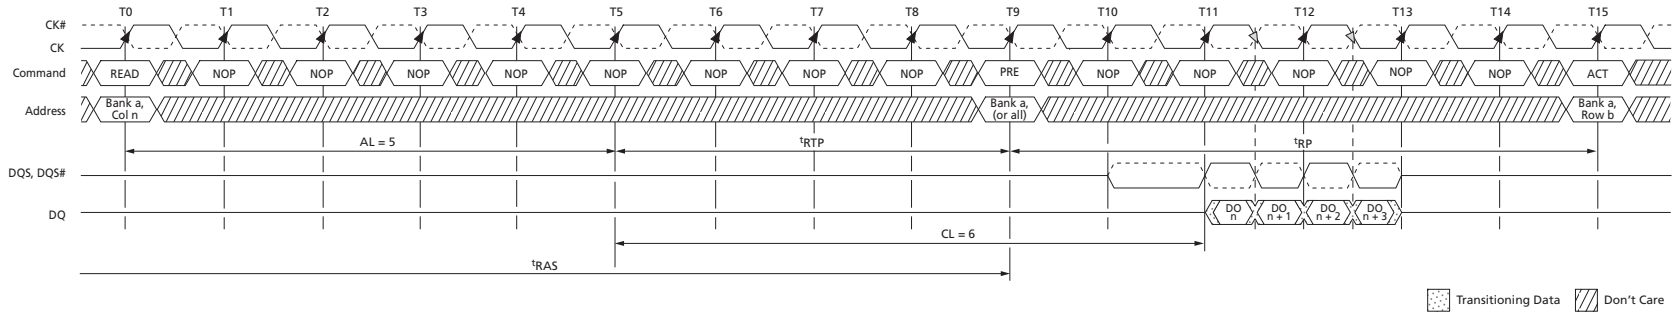 T0 T1 T2 T3 T4 T5 T6 T7 T8 T9 T10 T11 T12 T13 T14 T15
CK#
CK
Command READ NOP NOP NOP NOP NOP NOP NOP NOP PRE NOP NOP NOP NOP NOP ACT
Address Bank a, Col n Bank a, (or all) Bank a, Row b
AL = 5 tRTP tRP
DQS, DQS#
DQ DO n DO n + 1 DO n + 2 DO n + 3
CL = 6
tRAS
Transitioning Data Don't Care